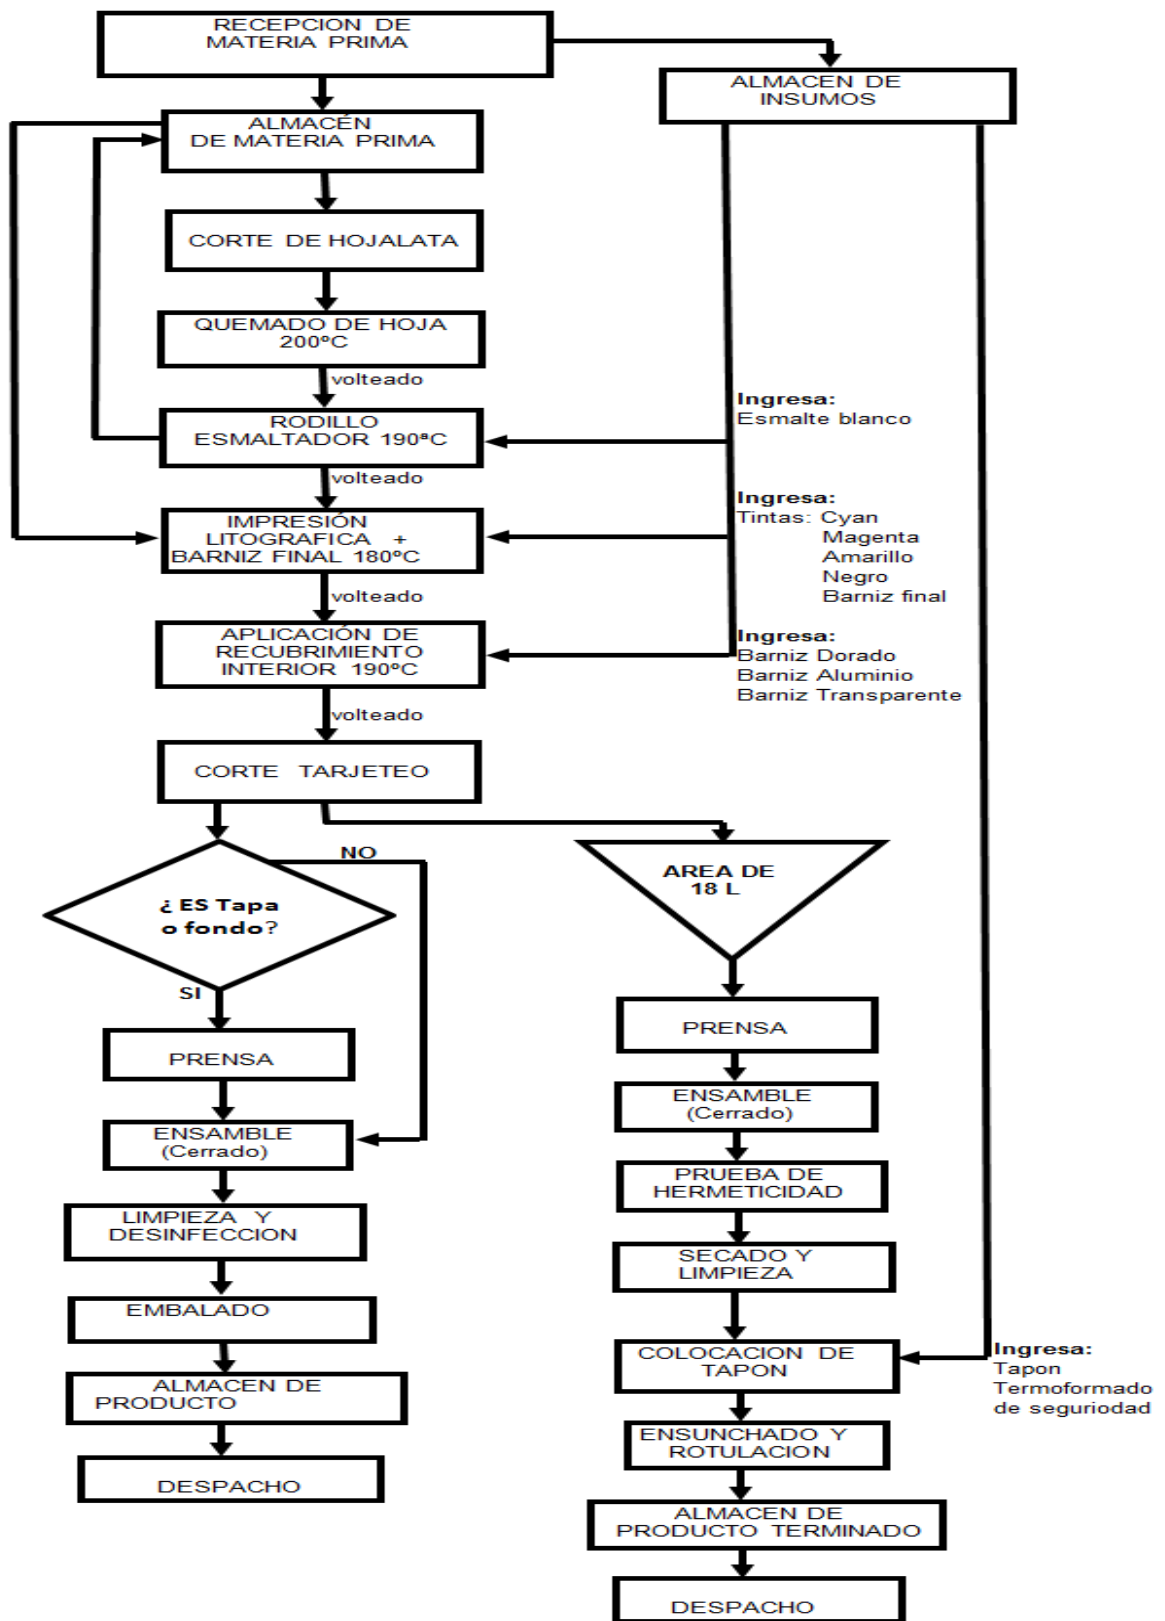 RECEPCION DE
MATERIA PRIMA
ALMACEN DE
INSUMOS
ALMACÉN
DE MATERIA PRIMA
CORTE DE HOJALATA
QUEMADO DE HOJA
200ºC
volteado
Ingresa:
Esmalte blanco
RODILLO
ESMALTADOR 190ªC
volteado
Ingresa:
Tintas: Cyan
Magenta
Amarillo
Negro
Barniz final
IMPRESIÓN
LITOGRAFICA +
BARNIZ FINAL 180ºC
volteado
Ingresa:
Barniz Dorado
Barniz Aluminio
Barniz Transparente
APLICACIÓN DE
RECUBRIMIENTO
INTERIOR 190ºC
volteado
CORTE TARJETEO
NO
¿ ES Tapa
o fondo?
SI
AREA DE
18 L
PRENSA
ENSAMBLE
(Cerrado)
LIMPIEZA Y
DESINFECCION
EMBALADO
ALMACEN DE
PRODUCTO
DESPACHO
PRENSA
ENSAMBLE
(Cerrado)
PRUEBA DE
HERMETICIDAD
SECADO Y
LIMPIEZA
COLOCACION DE
TAPON
Ingresa:
Tapon
Termoformado
de seguriodad
ENSUNCHADO Y
ROTULACION
ALMACEN DE
PRODUCTO TERMINADO
DESPACHO